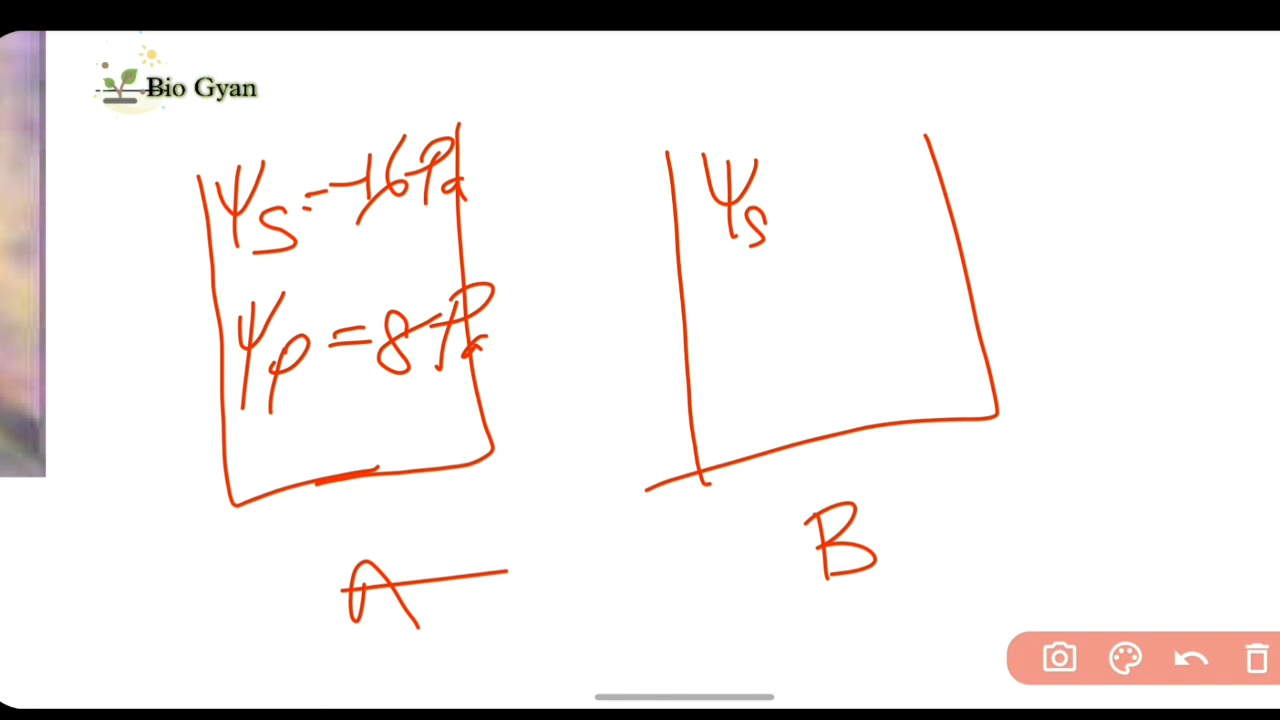 Bio Gyan
ψs = -16 Pa
ψp = 8 Pa
A
ψs
B